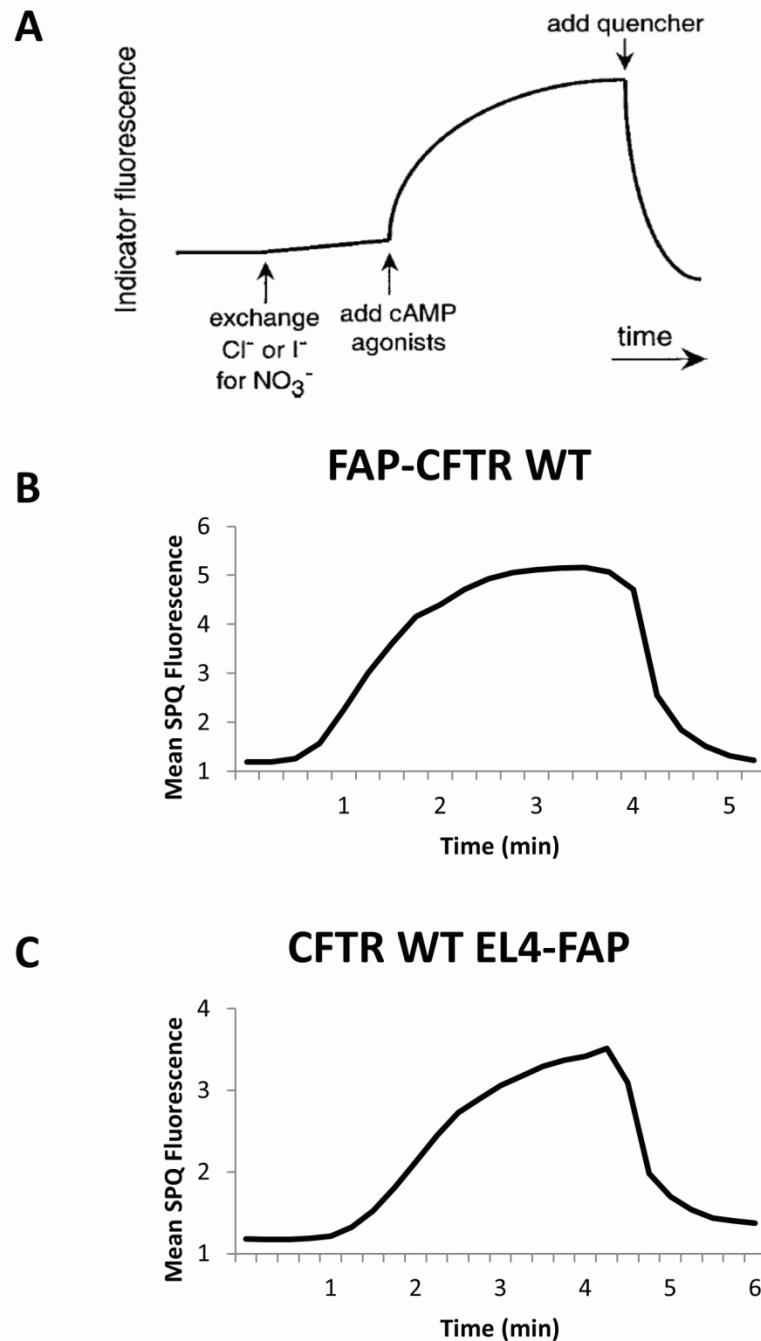 A
add quencher
Indicator fluorescence
exchange
Cl⁻ or I⁻
for NO₃⁻
add cAMP
agonists
time
B
FAP-CFTR WT
Mean SPQ Fluorescence
6
5
4
3
2
1
1 2 3 4 5
Time (min)
C
CFTR WT EL4-FAP
Mean SPQ Fluorescence
4
3
2
1
1 2 3 4 5 6
Time (min)